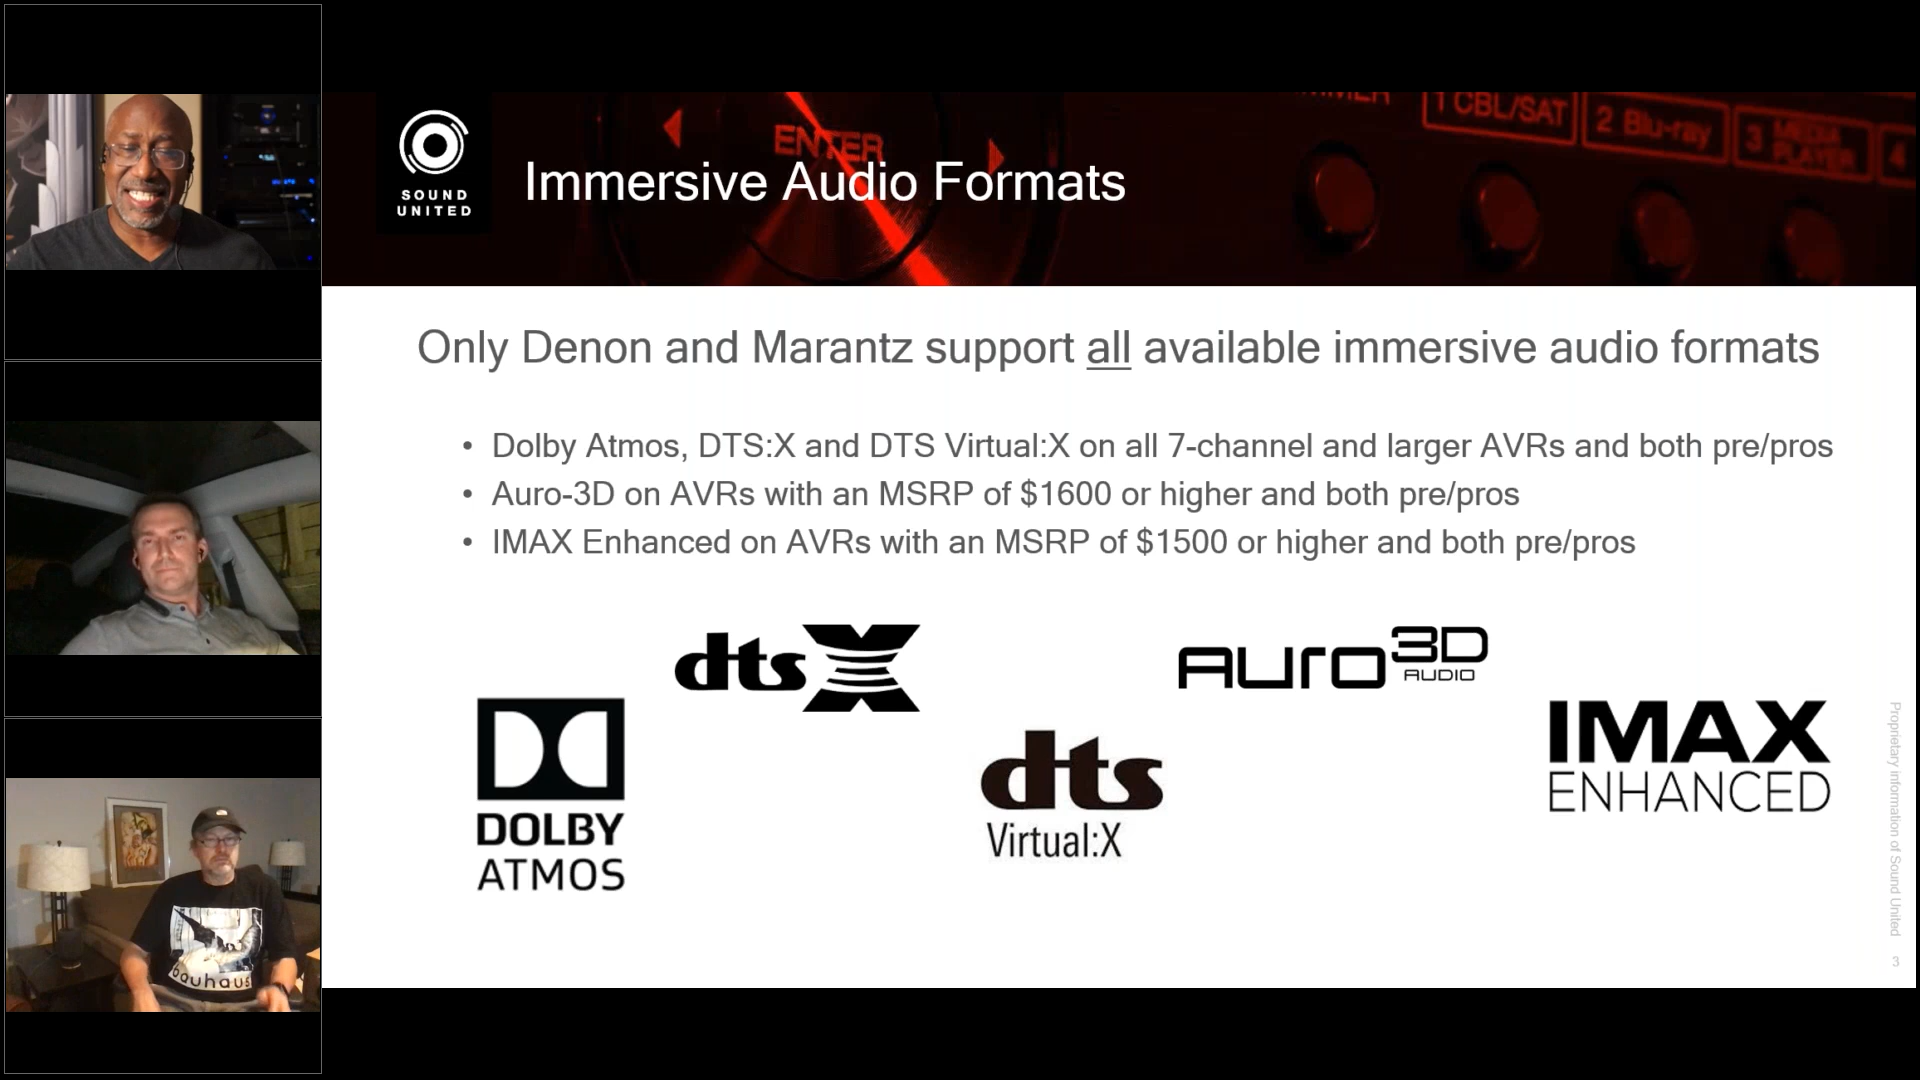 SOUND
UNITED
ENTER
1 CBL/SAT
2 Blu-ray
3 MEDIA
PLAYER
4
Immersive Audio Formats
Only Denon and Marantz support all available immersive audio formats
• Dolby Atmos, DTS:X and DTS Virtual:X on all 7-channel and larger AVRs and both pre/pros
• Auro-3D on AVRs with an MSRP of $1600 or higher and both pre/pros
• IMAX Enhanced on AVRs with an MSRP of $1500 or higher and both pre/pros
dts X
AURO 3D
AUDIO
DOLBY
ATMOS
dts
Virtual:X
IMAX
ENHANCED
bauhaus
Proprietary information of Sound United
3